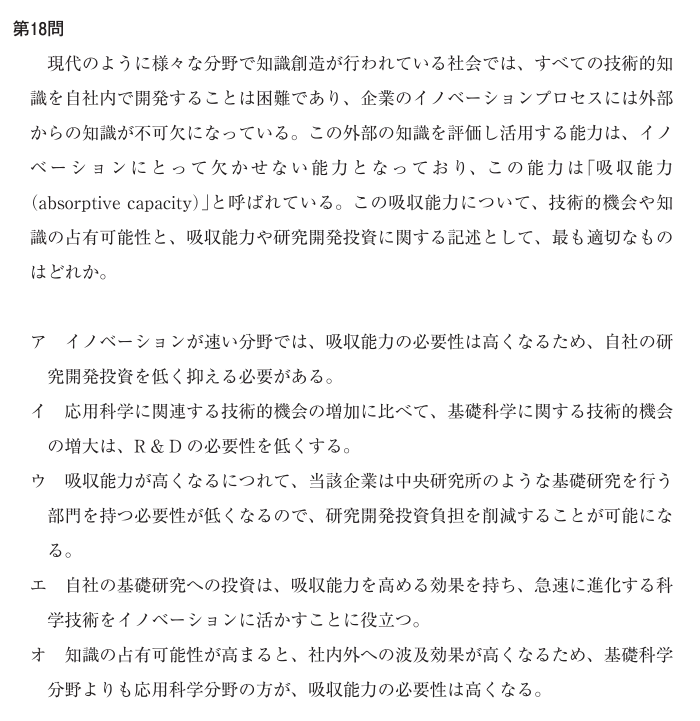 第18問
現代のように様々な分野で知識創造が行われている社会では、すべての技術的知
識を自社内で開発することは困難であり、企業のイノベーションプロセスには外部
からの知識が不可欠になっている。この外部の知識を評価し活用する能力は、イノ
ベーションにとって欠かせない能力となっており、この能力は「吸収能力
(absorptive capacity)」と呼ばれている。この吸収能力について、技術的機会や知
識の占有可能性と、吸収能力や研究開発投資に関する記述として、最も適切なもの
はどれか。
ア　イノベーションが速い分野では、吸収能力の必要性は高くなるため、自社の研
究開発投資を低く抑える必要がある。
イ　応用科学に関連する技術的機会の増加に比べて、基礎科学に関する技術的機会
の増大は、R & D の必要性を低くする。
ウ　吸収能力が高くなるにつれて、当該企業は中央研究所のような基礎研究を行う
部門を持つ必要性が低くなるので、研究開発投資負担を削減することが可能にな
る。
エ　自社の基礎研究への投資は、吸収能力を高める効果を持ち、急速に進化する科
学技術をイノベーションに活かすことに役立つ。
オ　知識の占有可能性が高まると、社内外への波及効果が高くなるため、基礎科学
分野よりも応用科学分野の方が、吸収能力の必要性は高くなる。